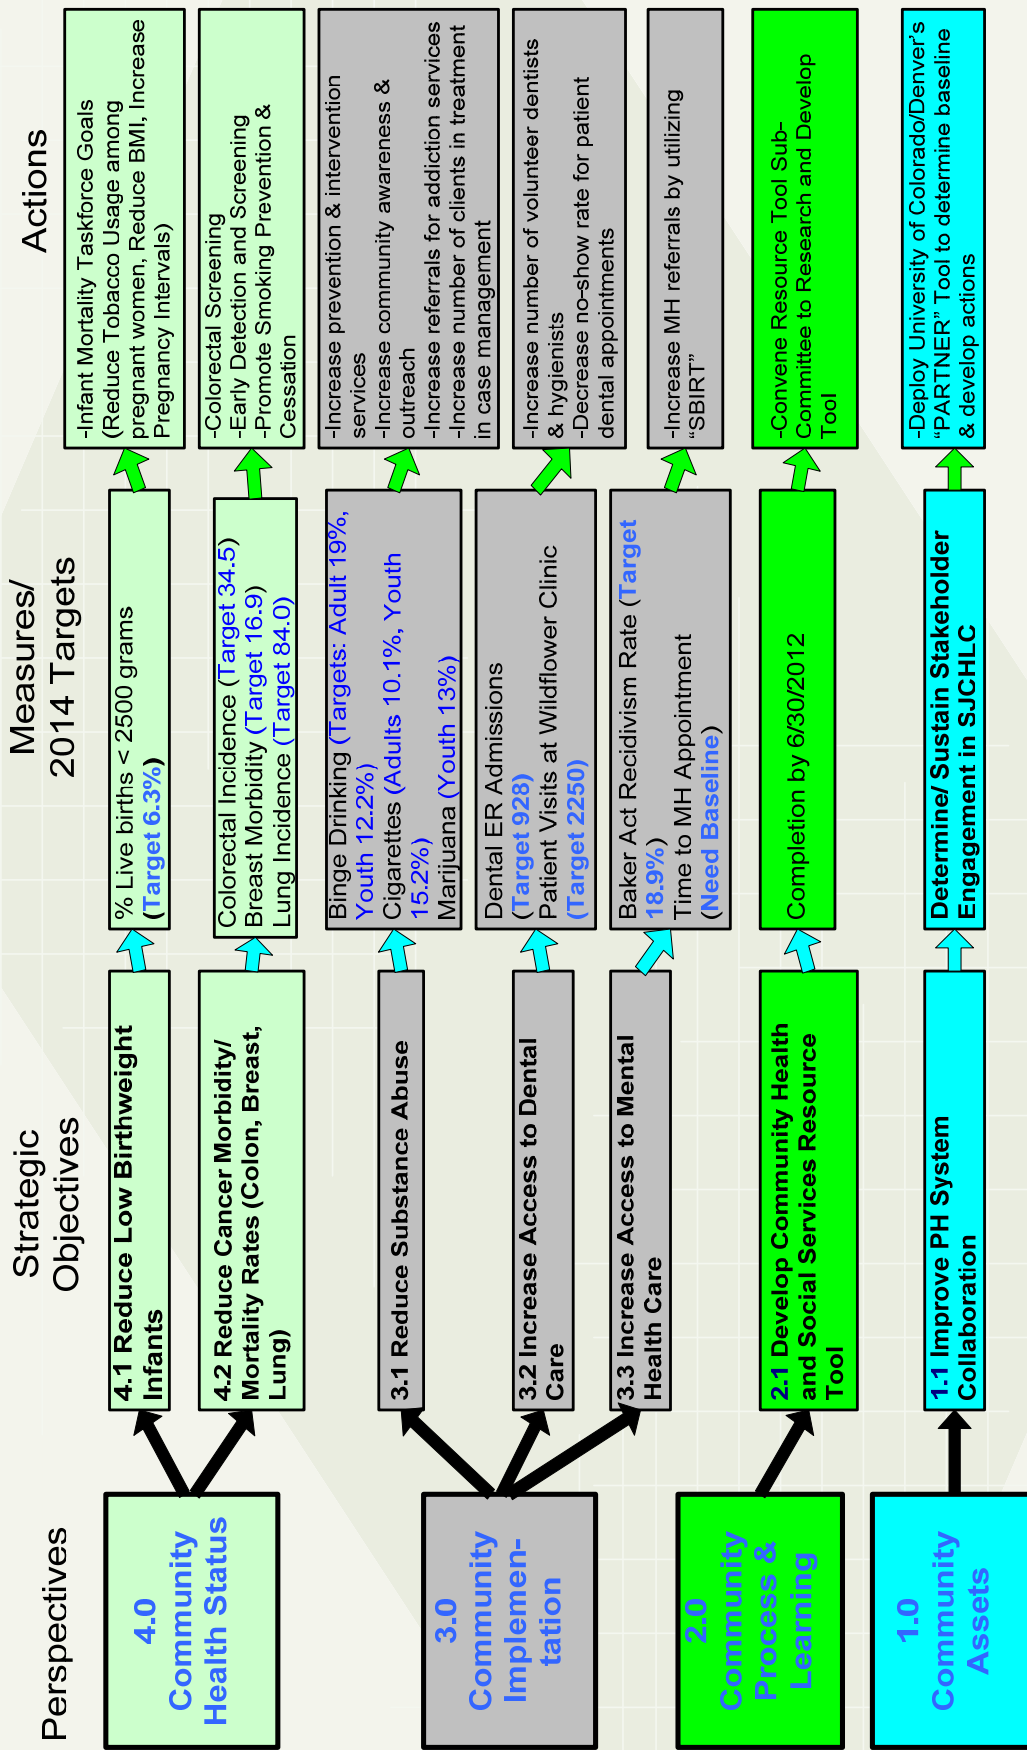 Perspectives
Strategic
Objectives
Measures/
2014 Targets
Actions
4.0
Community
Health Status
4.1 Reduce Low Birthweight
Infants
% Live births < 2500 grams
(Target 6.3%)
-Infant Mortality Taskforce Goals
(Reduce Tobacco Usage among
pregnant women, Reduce BMI, Increase
Pregnancy Intervals)
4.2 Reduce Cancer Morbidity/
Mortality Rates (Colon, Breast,
Lung)
Colorectal Incidence (Target 34.5)
Breast Morbidity (Target 16.9)
Lung Incidence (Target 84.0)
-Colorectal Screening
-Early Detection and Screening
-Promote Smoking Prevention &
Cessation
3.0
Community
Implemen-
tation
3.1 Reduce Substance Abuse
Binge Drinking (Targets: Adult 19%,
Youth 12.2%)
Cigarettes (Adults 10.1%, Youth
15.2%)
Marijuana (Youth 13%)
-Increase prevention & intervention
services
-Increase community awareness &
outreach
-Increase referrals for addiction services
-Increase number of clients in treatment
in case management
3.2 Increase Access to Dental
Care
Dental ER Admissions
(Target 928)
Patient Visits at Wildflower Clinic
(Target 2250)
-Increase number of volunteer dentists
& hygienists
-Decrease no-show rate for patient
dental appointments
3.3 Increase Access to Mental
Health Care
Baker Act Recidivism Rate (Target
18.9%)
Time to MH Appointment
(Need Baseline)
-Increase MH referrals by utilizing
“SBIRT”
2.0
Community
Process &
Learning
2.1 Develop Community Health
and Social Services Resource
Tool
Completion by 6/30/2012
-Convene Resource Tool Sub-
Committee to Research and Develop
Tool
1.0
Community
Assets
1.1 Improve PH System
Collaboration
Determine/ Sustain Stakeholder
Engagement in SJCHLC
-Deploy University of Colorado/Denver’s
“PARTNER” Tool to determine baseline
& develop actions